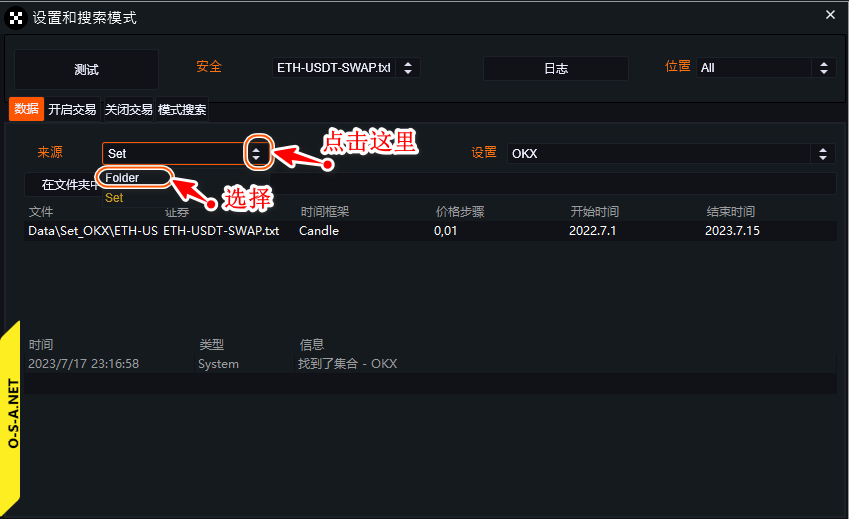 设置和搜索模式
测试 安全 ETH-USDT-SWAP.txt 日志 位置 All
数据 开启交易 关闭交易 模式搜索
来源 Set 点击这里 设置 OKX
在文件夹中 Folder 选择
Set
文件 证券 时间框架 价格步骤 开始时间 结束时间
Data\Set_OKX\ETH-US ETH-USDT-SWAP.txt Candle 0,01 2022.7.1 2023.7.15
时间 类型 信息
2023/7/17 23:16:58 System 找到了集合 - OKX
O-S-A.NET